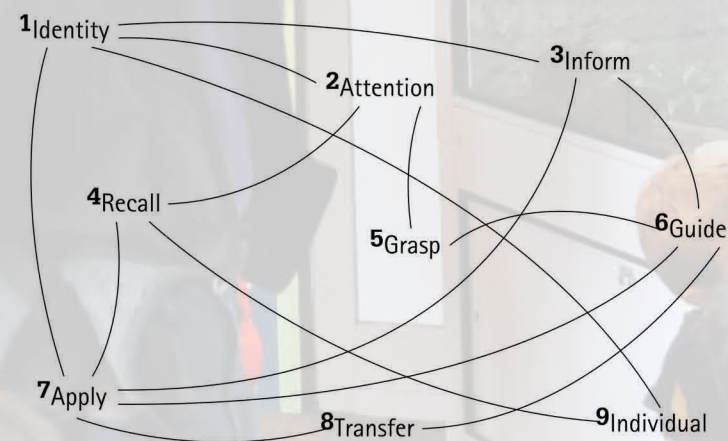 1Identity
3Inform
2Attention
4Recall
5Grasp
6Guide
7Apply
8Transfer
9Individual